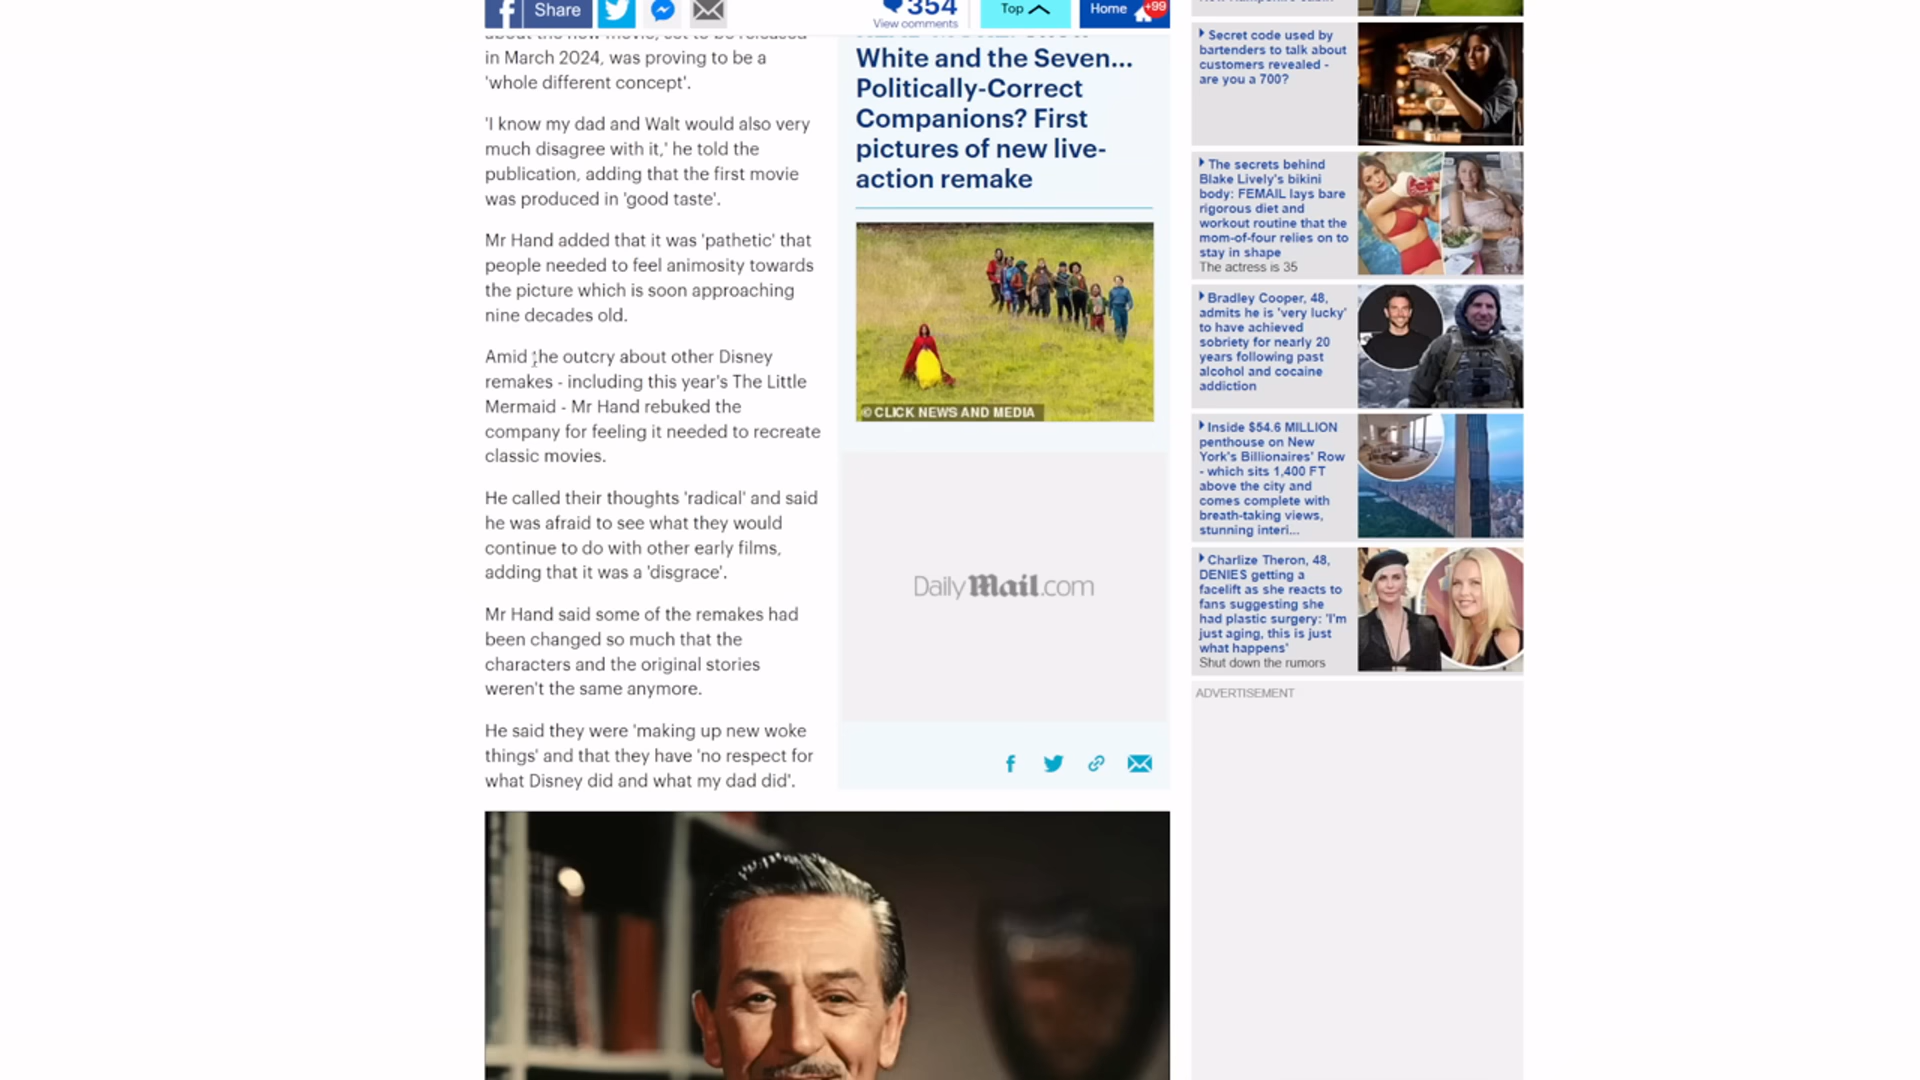 Share
354
View comments
Top
Home
+99
in March 2024, was proving to be a
'whole different concept'.
'I know my dad and Walt would also very
much disagree with it,' he told the
publication, adding that the first movie
was produced in 'good taste'.
Mr Hand added that it was 'pathetic' that
people needed to feel animosity towards
the picture which is soon approaching
nine decades old.
Amid the outcry about other Disney
remakes - including this year's The Little
Mermaid - Mr Hand rebuked the
company for feeling it needed to recreate
classic movies.
He called their thoughts 'radical' and said
he was afraid to see what they would
continue to do with other early films,
adding that it was a 'disgrace'.
Mr Hand said some of the remakes had
been changed so much that the
characters and the original stories
weren't the same anymore.
He said they were 'making up new woke
things' and that they have 'no respect for
what Disney did and what my dad did'.
White and the Seven...
Politically-Correct
Companions? First
pictures of new live-
action remake
© CLICK NEWS AND MEDIA
DailyMail.com
Secret code used by
bartenders to talk about
customers revealed -
are you a 700?
The secrets behind
Blake Lively's bikini
body: FEMAIL lays bare
rigorous diet and
workout routine that the
mom-of-four relies on to
stay in shape
The actress is 35
Bradley Cooper, 48,
admits he is 'very lucky'
to have achieved
sobriety for nearly 20
years following past
alcohol and cocaine
addiction
Inside $54.6 MILLION
penthouse on New
York's Billionaires' Row
- which sits 1,400 FT
above the city and
comes complete with
breath-taking views,
stunning interi...
Charlize Theron, 48,
DENIES getting a
facelift as she reacts to
fans suggesting she
had plastic surgery: 'I'm
just aging, this is just
what happens'
Shut down the rumors
ADVERTISEMENT